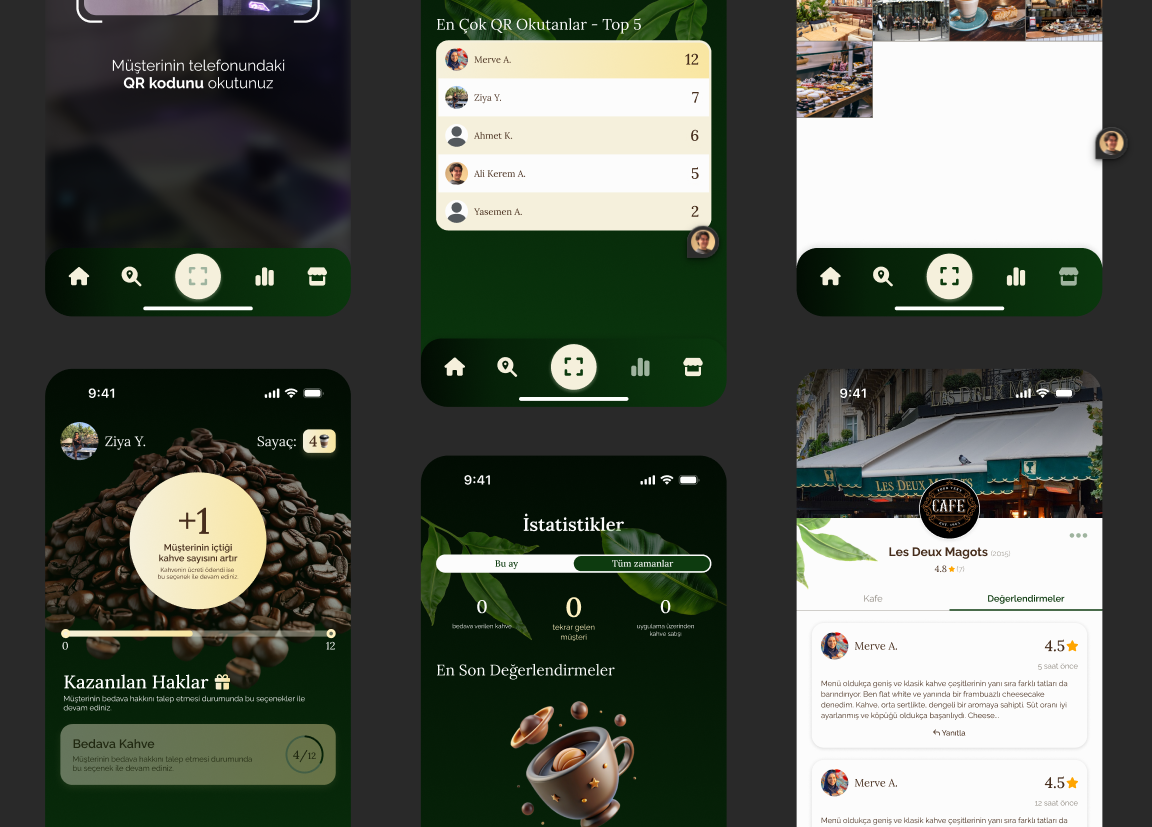 Müşterinin telefonundaki
QR kodunu okutunuz
En Çok QR Okutanlar - Top 5
Merve A. 12
Ziya Y. 7
Ahmet K. 6
Ali Kerem A. 5
Yasemen A. 2
9:41
Ziya Y.
Sayaç: 4
+1
Müşterinin içtiği
kahve sayısını artır
Kahvenin ücreti ödendi ise
bu seçenek ile devam ediniz.
0 12
Kazanılan Haklar
Müşterinin bedava hakkını talep etmesi durumunda bu seçenekler ile
devam ediniz.
Bedava Kahve
Müşterinin bedava hakkını talep etmesi durumunda
bu seçenek ile devam ediniz.
4/12
9:41
İstatistikler
Bu ay
Tüm zamanlar
0
bedava verilen kahve
0
tekrar gelen
müşteri
0
uygulama üzerinden
kahve satışı
En Son Değerlendirmeler
9:41
LES DEUX MAGOTS
LES DEUX MAGOTS
CAFE
Les Deux Magots (2015)
4.8 (7)
Kafe
Değerlendirmeler
Merve A.
4.5
5 saat önce
Menü oldukça geniş ve klasik kahve çeşitlerinin yanı sıra farklı tatları da
barındırıyor. Ben flat white ve yanında bir frambuazlı cheesecake
denedim. Kahve, orta sertlikte, dengeli bir aromaya sahipti. Süt oranı iyi
ayarlanmış ve köpüğü oldukça başarılıydı. Cheese...
Yanıtla
Merve A.
4.5
12 saat önce
Menü oldukça geniş ve klasik kahve çeşitlerinin yanı sıra farklı tatları da